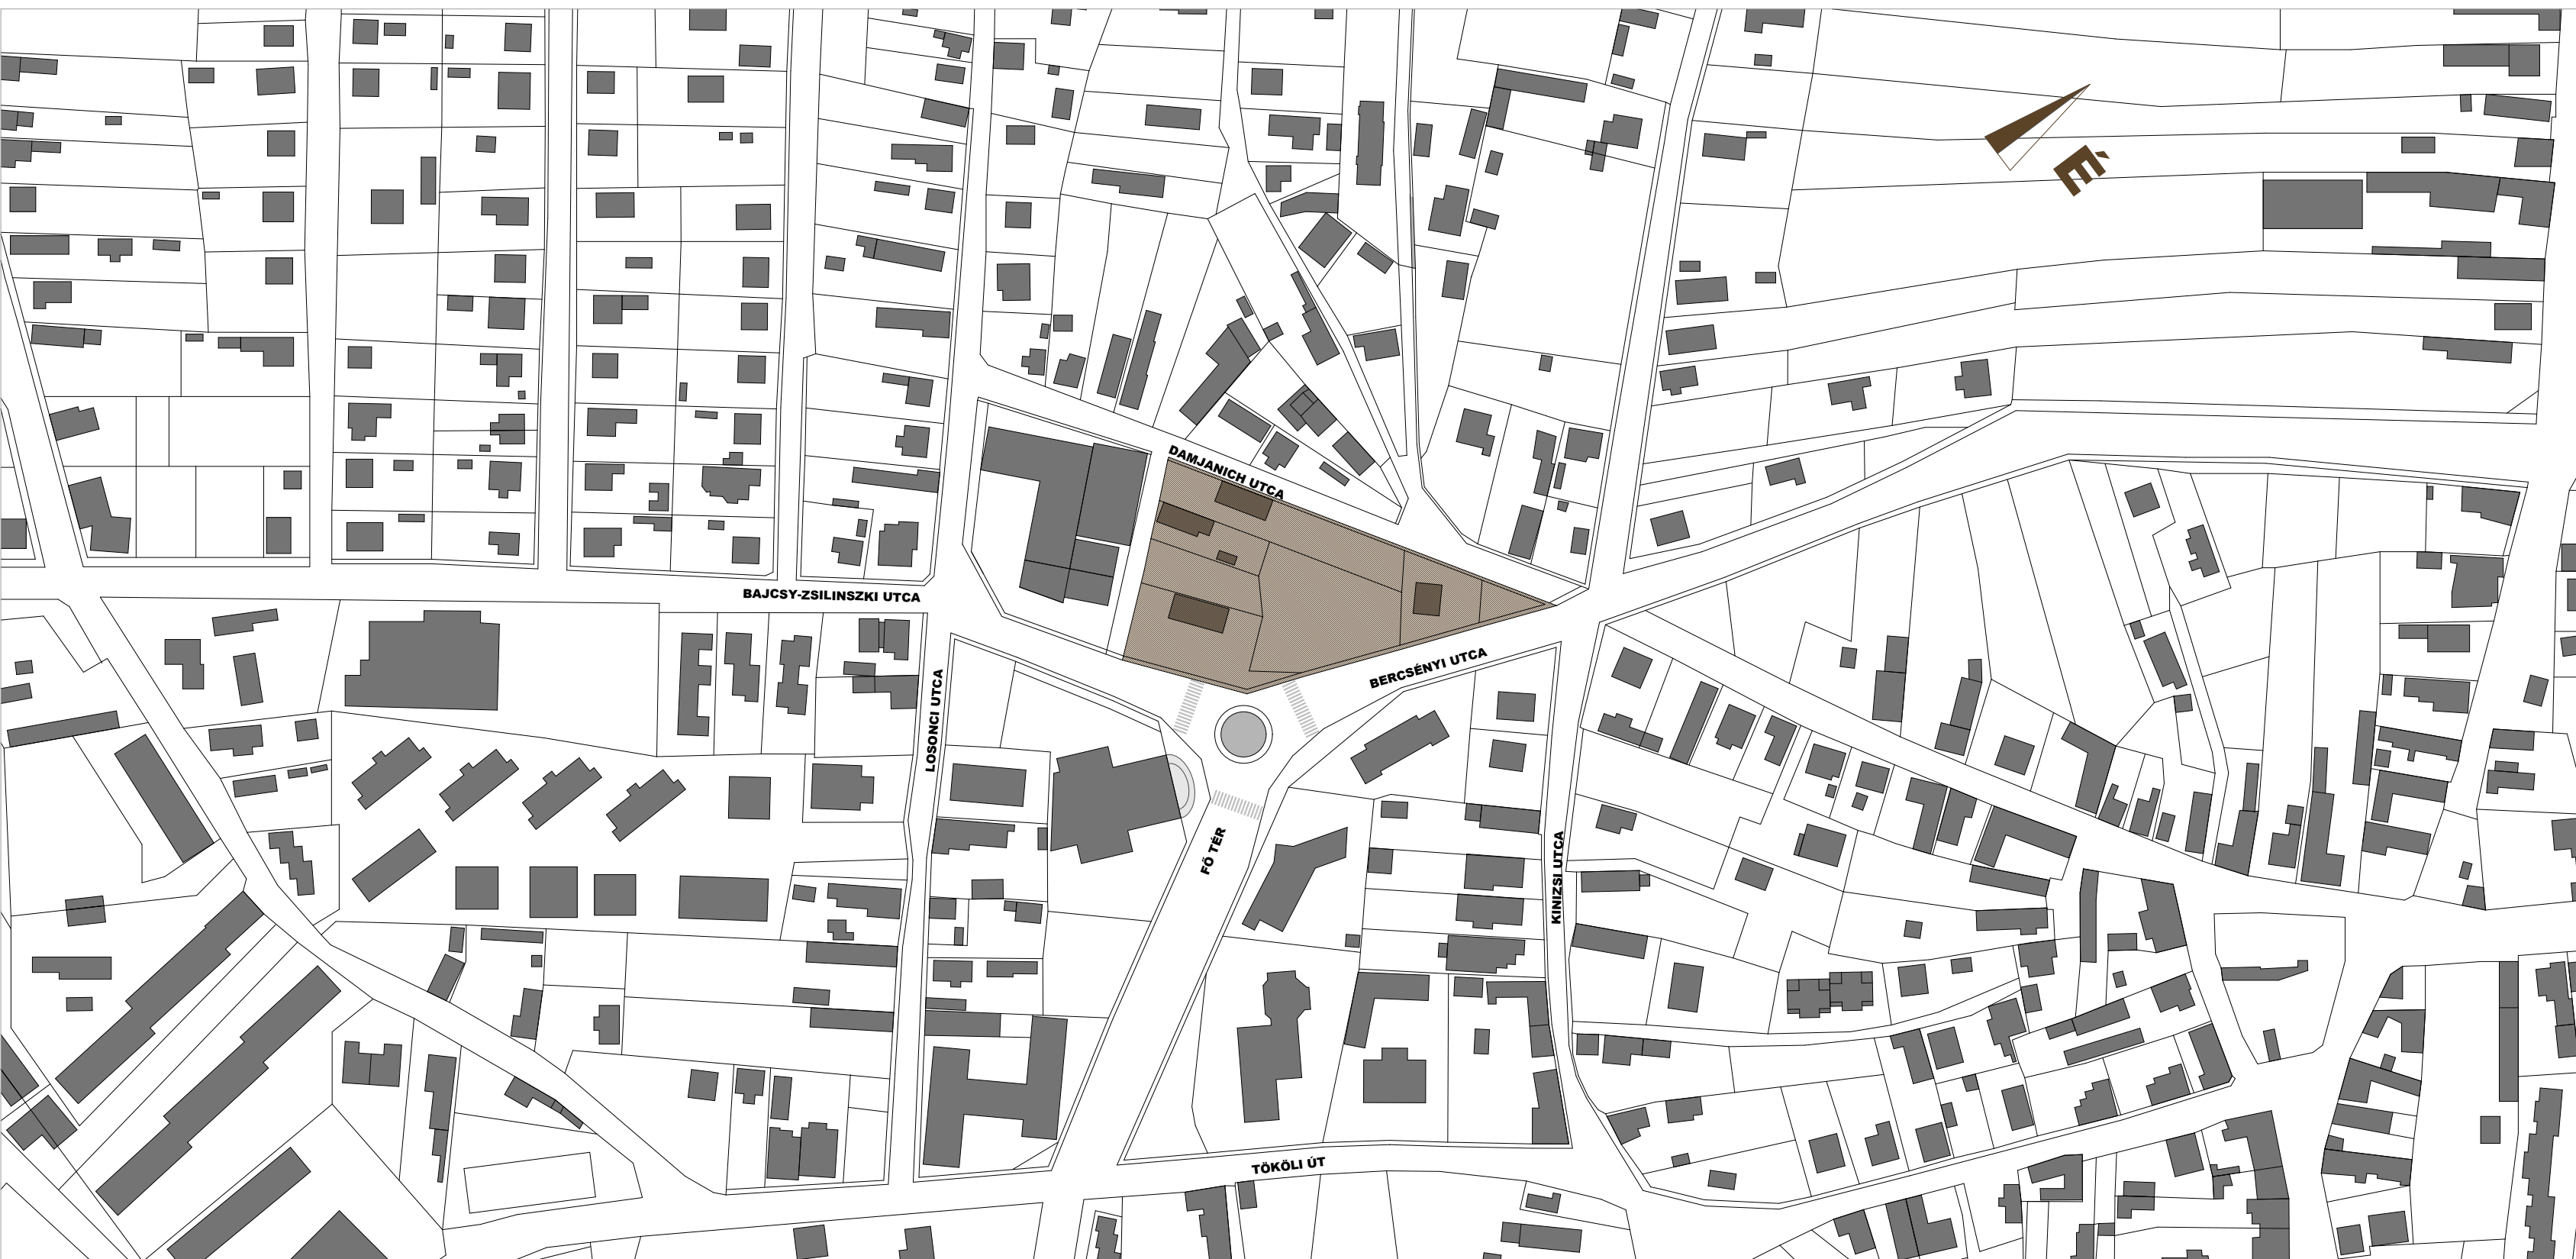 É
DAMJANICH UTCA
BAJCSY-ZSILINSZKI UTCA
BERCSÉNYI UTCA
LOSONCI UTCA
FŐ TÉR
KINIZSI UTCA
TÖKÖLI ÚT